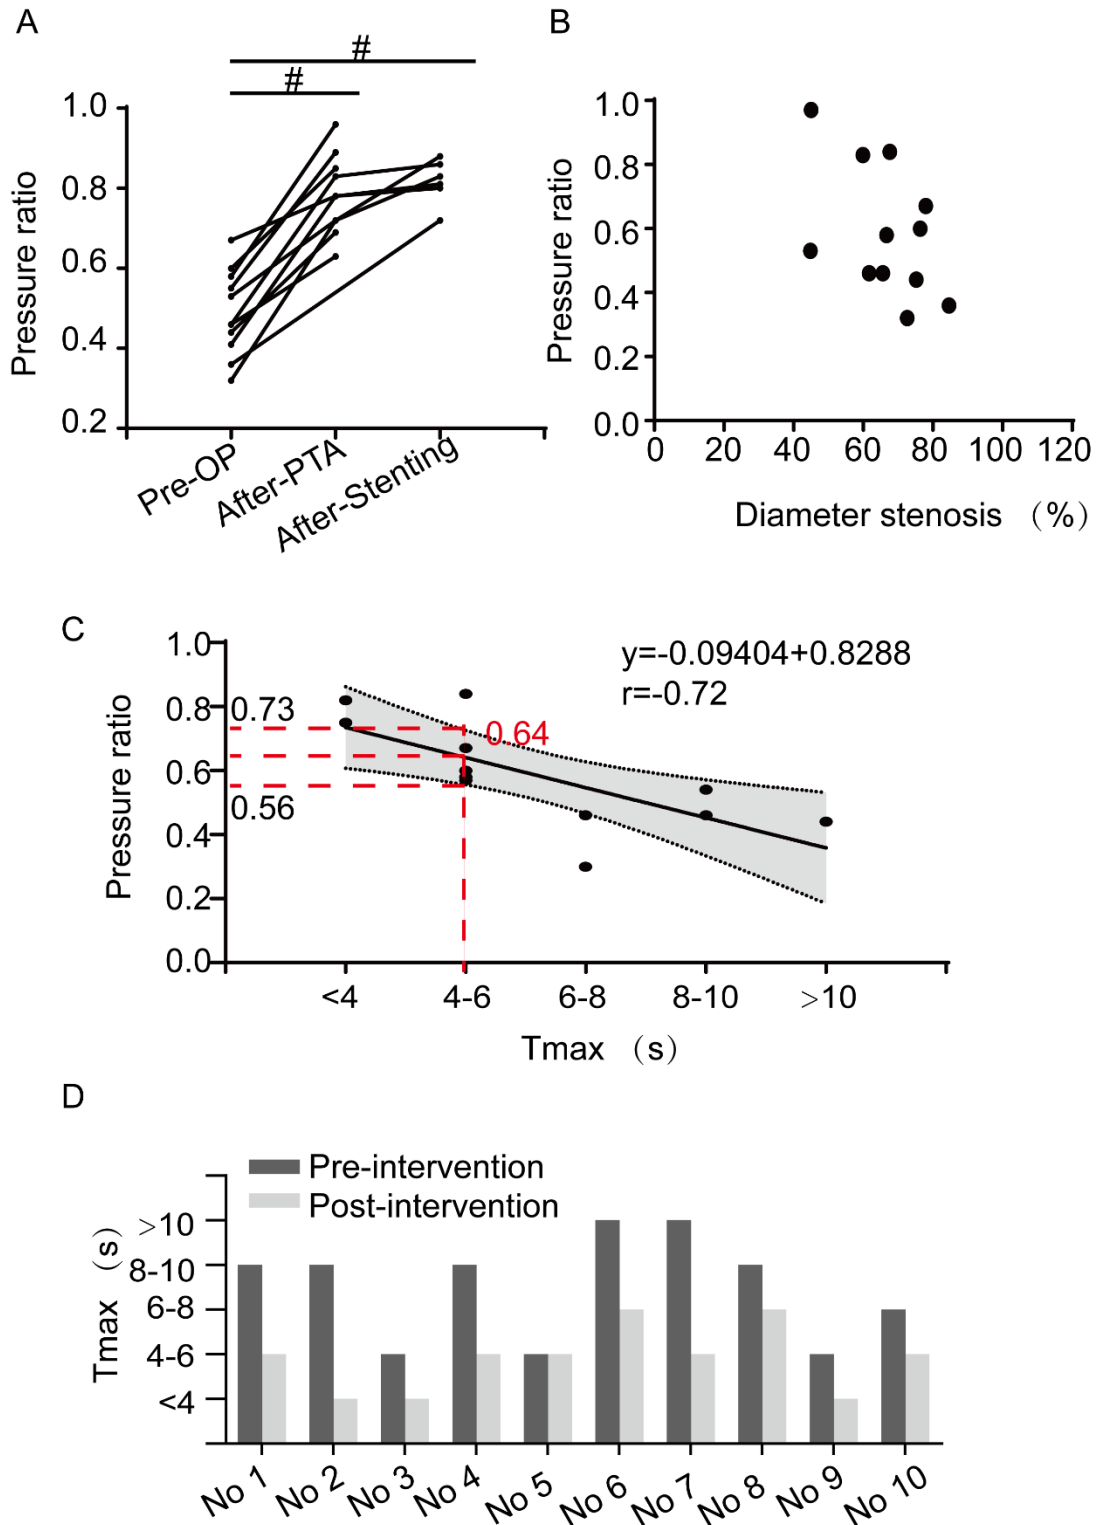 A
#
#
1.0
0.8
0.6
0.4
0.2
Pressure ratio
Pre-OP
After-PTA
After-Stenting
B
1.0
0.8
0.6
0.4
0.2
0.0
Pressure ratio
0 20 40 60 80 100 120
Diameter stenosis （%）
C
y=-0.09404+0.8288
r=-0.72
1.0
0.8
0.6
0.4
0.2
0.0
Pressure ratio
0.73
0.64
0.56
<4 4-6 6-8 8-10 >10
Tmax （s）
D
Pre-intervention
Post-intervention
>10
8-10
6-8
4-6
<4
Tmax （s）
No 1 No 2 No 3 No 4 No 5 No 6 No 7 No 8 No 9 No 10